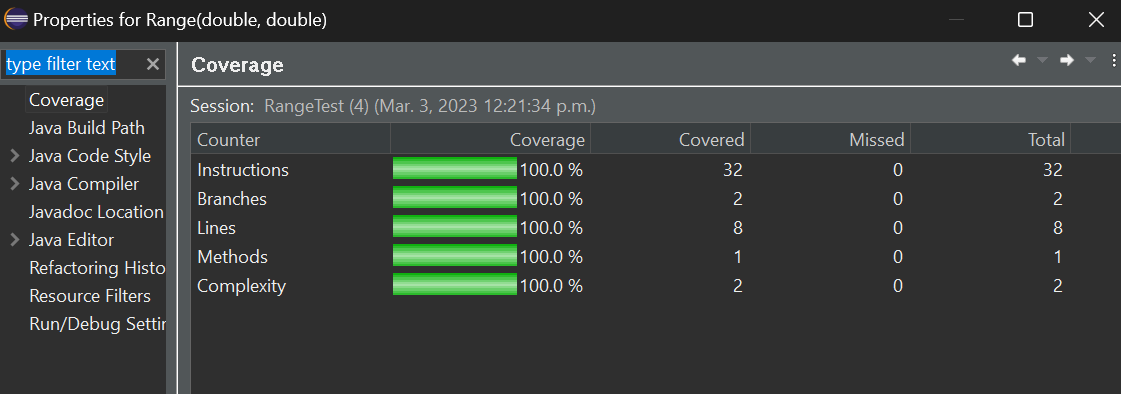 Properties for Range(double, double)
type filter text
Coverage
Java Build Path
Java Code Style
Java Compiler
Javadoc Location
Java Editor
Refactoring Histo
Resource Filters
Run/Debug Settin
Coverage
Session: RangeTest (4) (Mar. 3, 2023 12:21:34 p.m.)
Counter Coverage Covered Missed Total
Instructions 100.0 % 32 0 32
Branches 100.0 % 2 0 2
Lines 100.0 % 8 0 8
Methods 100.0 % 1 0 1
Complexity 100.0 % 2 0 2